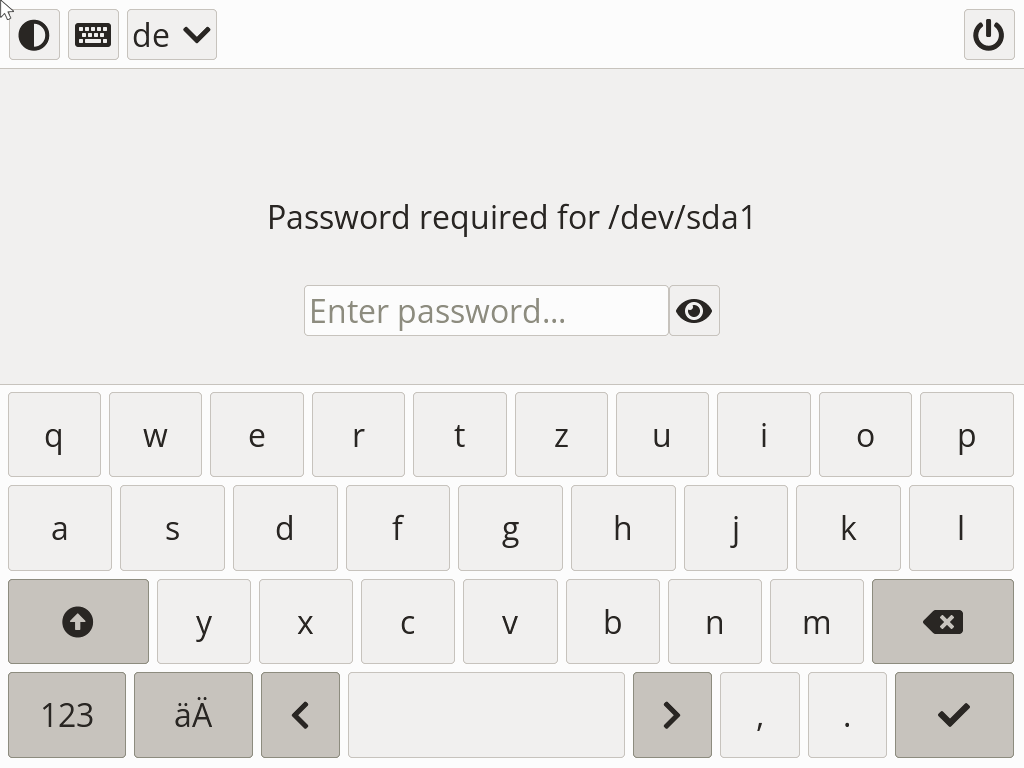 de
Password required for /dev/sda1
Enter password...
q w e r t z u i o p
a s d f g h j k l
y x c v b n m
123 äÄ , .